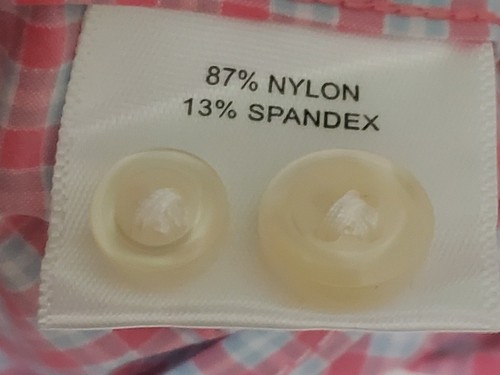 87% NYLON
13% SPANDEX